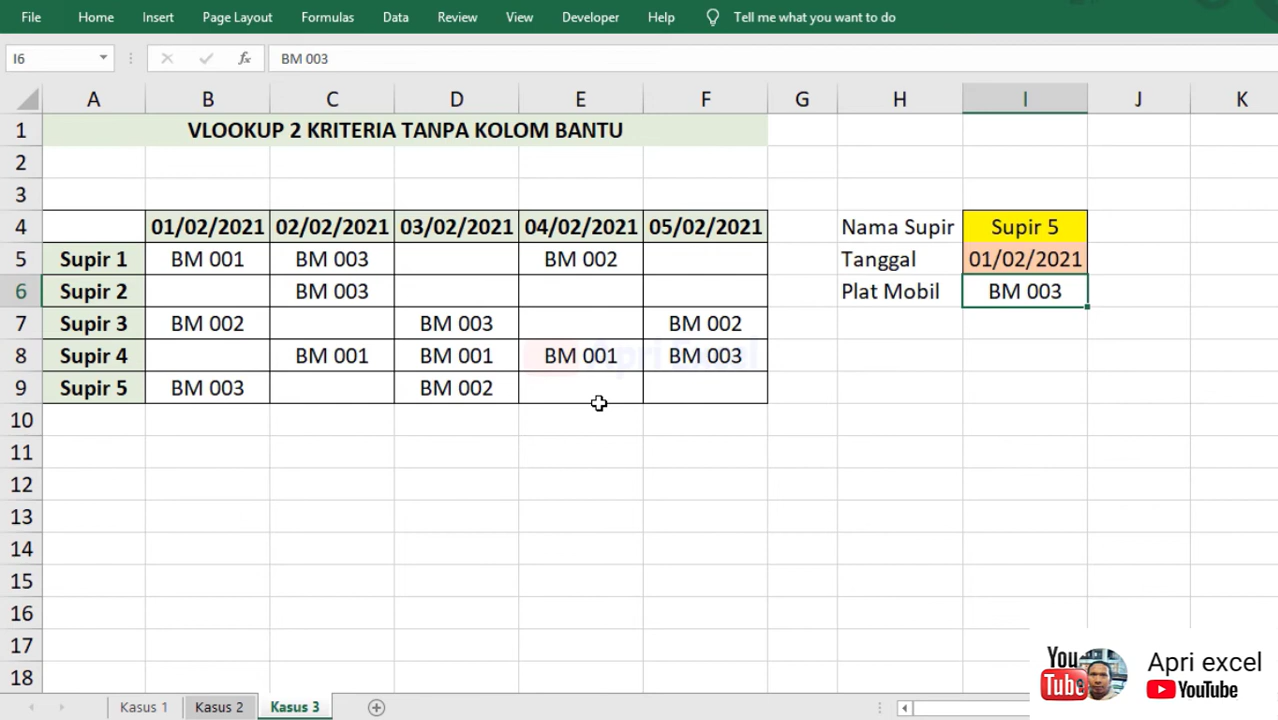 File Home Insert Page Layout Formulas Data Review View Developer Help Tell me what you want to do
I6 fx BM 003
A B C D E F G H I J K
1 VLOOKUP 2 KRITERIA TANPA KOLOM BANTU
2
3
4 01/02/2021 02/02/2021 03/02/2021 04/02/2021 05/02/2021 Nama Supir Supir 5
5 Supir 1 BM 001 BM 003 BM 002 Tanggal 01/02/2021
6 Supir 2 BM 003 Plat Mobil BM 003
7 Supir 3 BM 002 BM 003 BM 002
8 Supir 4 BM 001 BM 001 BM 001 BM 003
Apri Excel
9 Supir 5 BM 003 BM 002
10
11
12
13
14
15
16
17
18
You Tube Apri excel
YouTube
Kasus 1 Kasus 2 Kasus 3